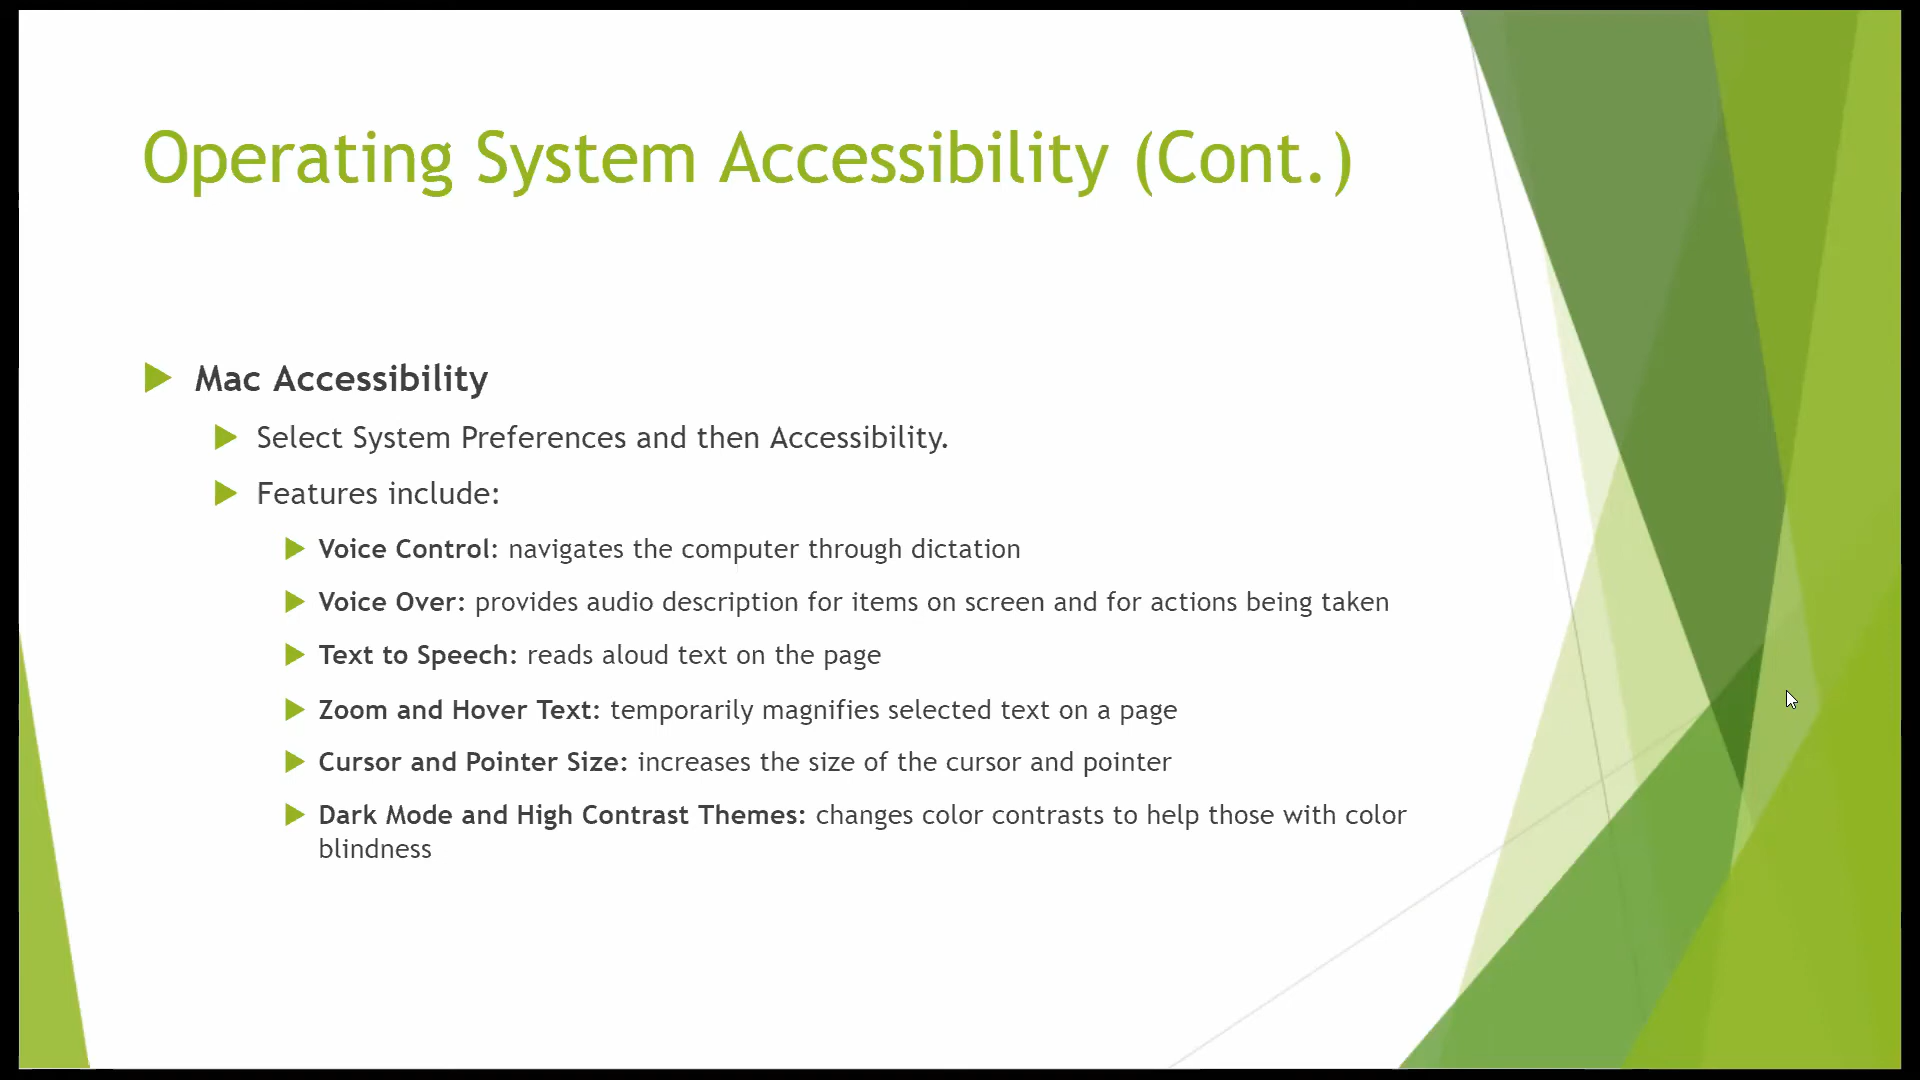 Operating System Accessibility (Cont.)
Mac Accessibility
Select System Preferences and then Accessibility.
Features include:
Voice Control: navigates the computer through dictation
Voice Over: provides audio description for items on screen and for actions being taken
Text to Speech: reads aloud text on the page
Zoom and Hover Text: temporarily magnifies selected text on a page
Cursor and Pointer Size: increases the size of the cursor and pointer
Dark Mode and High Contrast Themes: changes color contrasts to help those with color
blindness